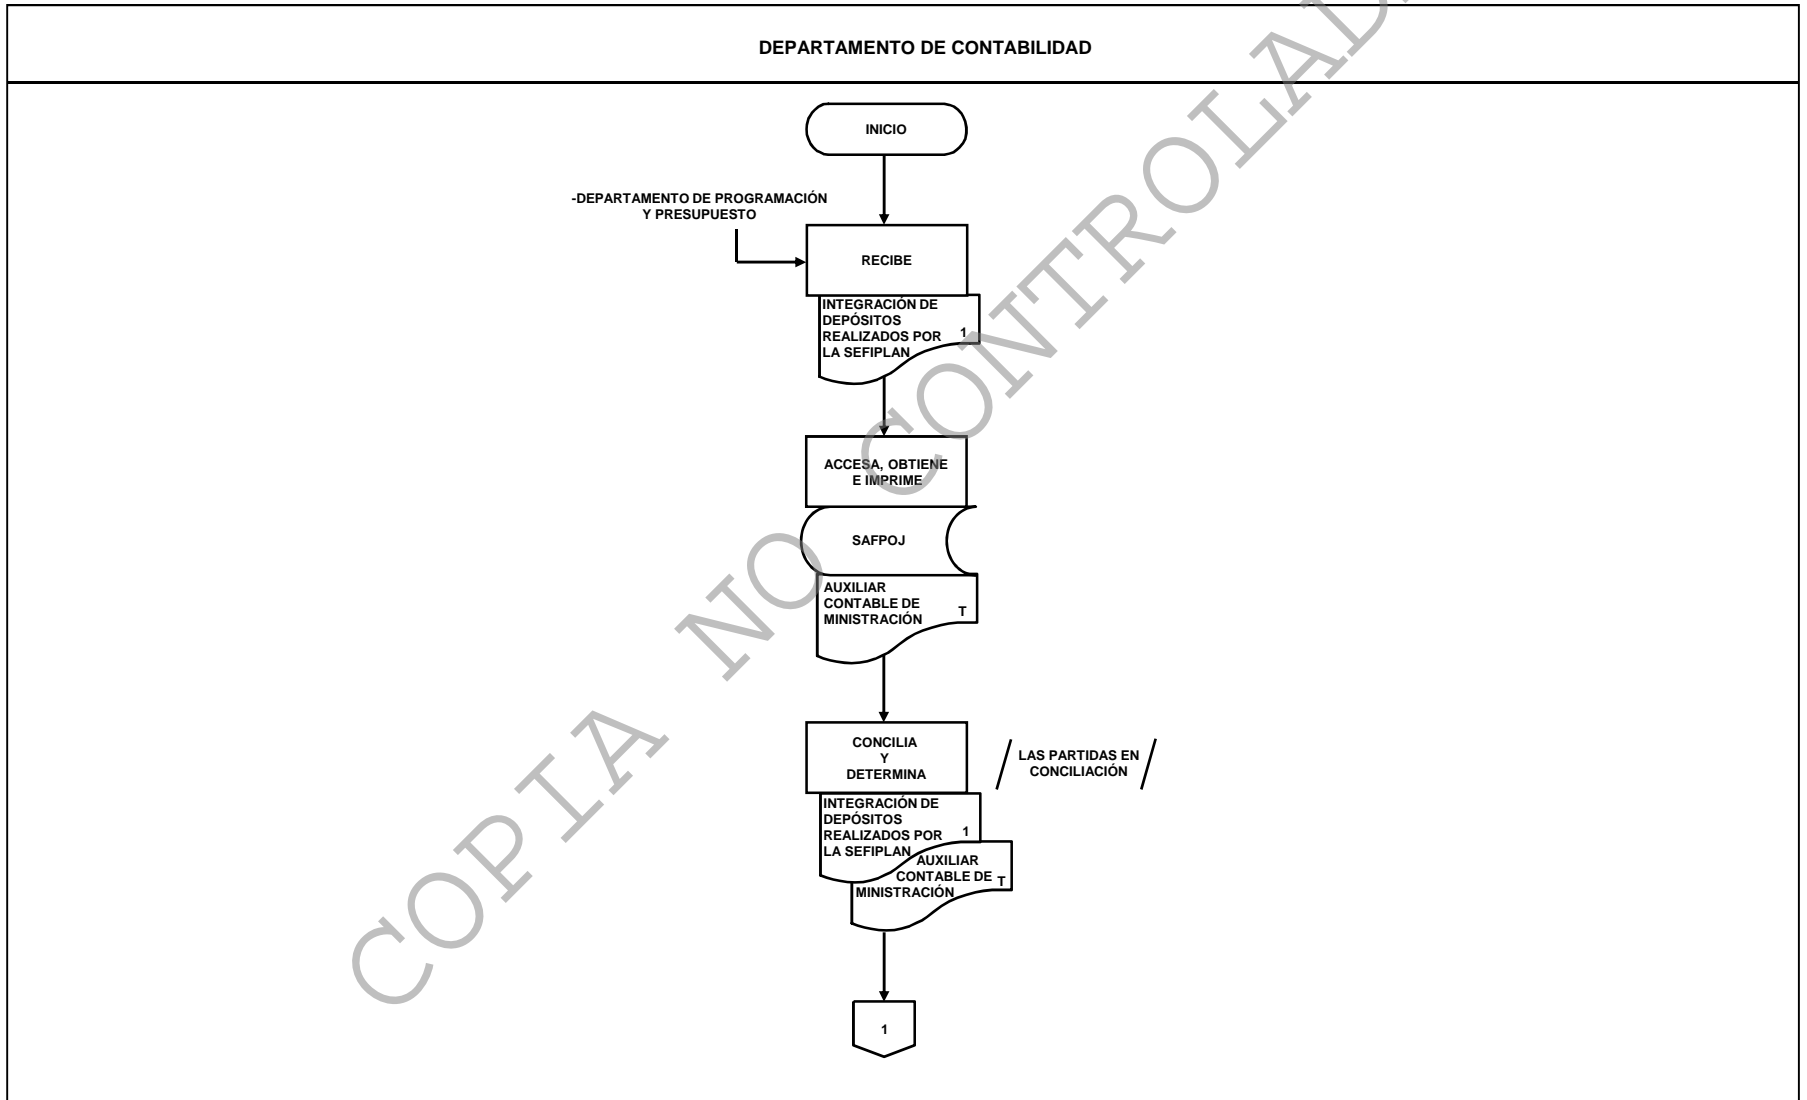 DEPARTAMENTO DE CONTABILIDAD
INICIO
-DEPARTAMENTO DE PROGRAMACIÓN
Y PRESUPUESTO
RECIBE
INTEGRACIÓN DE
DEPÓSITOS
REALIZADOS POR 1
LA SEFIPLAN
ACCESA, OBTIENE
E IMPRIME
SAFPOJ
AUXILIAR
CONTABLE DE
MINISTRACIÓN T
CONCILIA
Y
DETERMINA
LAS PARTIDAS EN
CONCILIACIÓN
INTEGRACIÓN DE
DEPÓSITOS
REALIZADOS POR 1
LA SEFIPLAN
AUXILIAR
CONTABLE DE T
MINISTRACIÓN
1
COPIA NO CONTROLAD